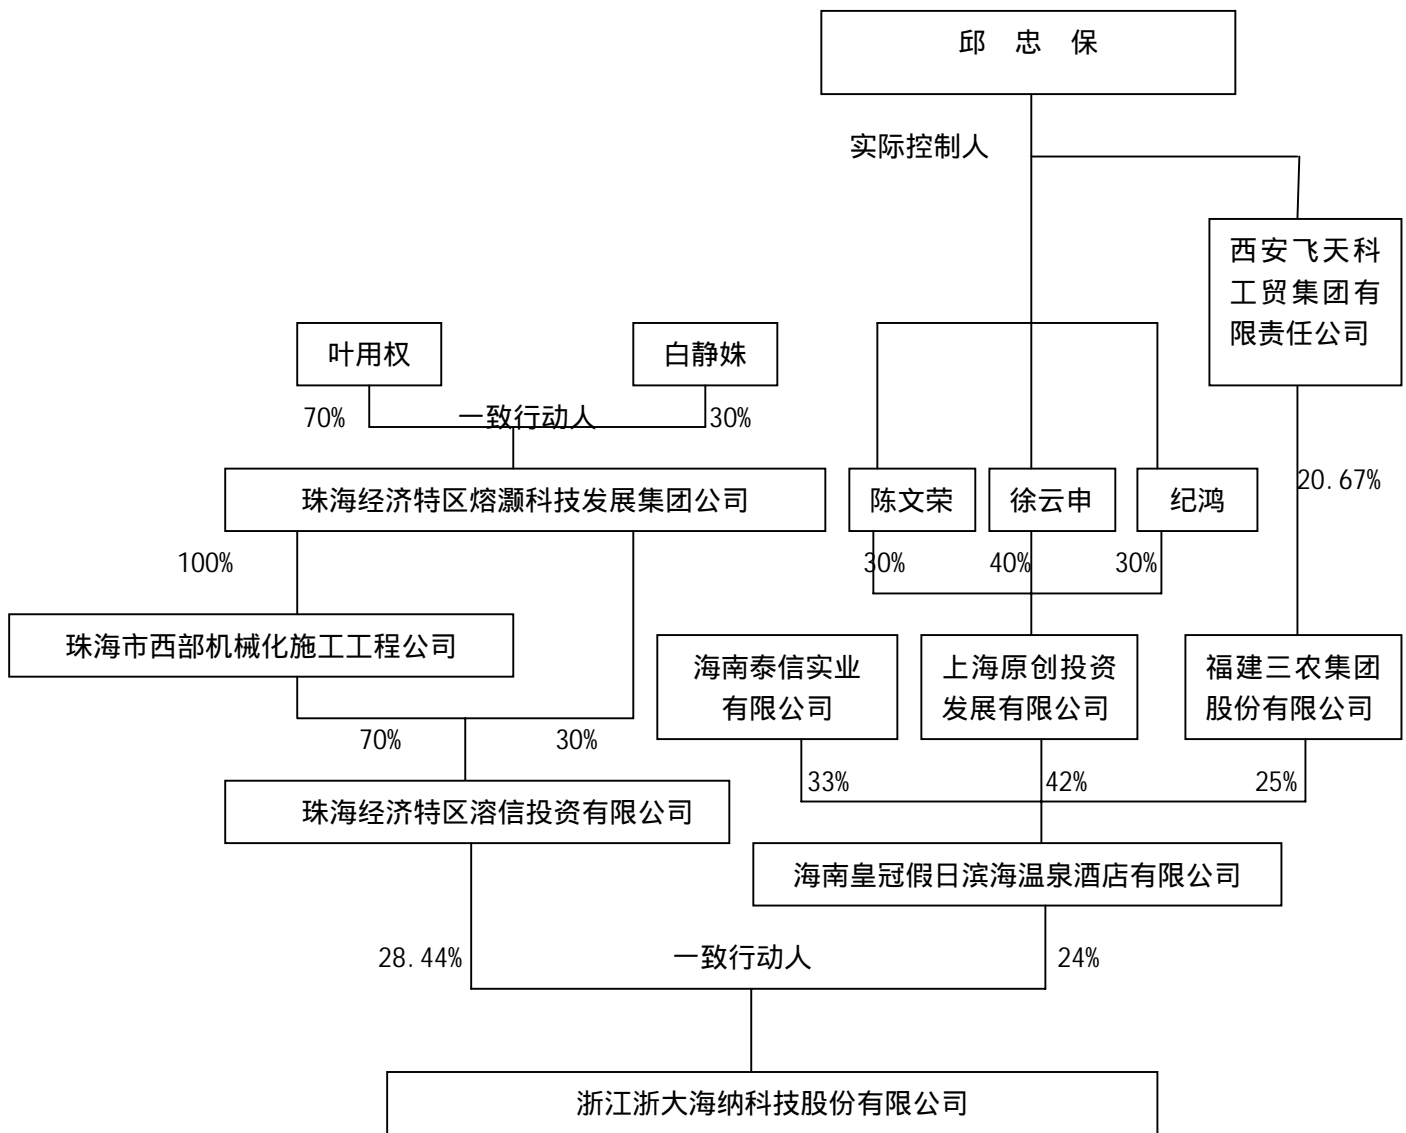 邱 忠 保
实际控制人
西安飞天科
工贸集团有
限责任公司
叶用权
白静姝
70%
一致行动人
30%
珠海经济特区熔灏科技发展集团公司
陈文荣
徐云申
纪鸿
20.67%
100%
30%
40%
30%
珠海市西部机械化施工工程公司
海南泰信实业
有限公司
上海原创投资
发展有限公司
福建三农集团
股份有限公司
70%
30%
33%
42%
25%
珠海经济特区溶信投资有限公司
海南皇冠假日滨海温泉酒店有限公司
28.44%
一致行动人
24%
浙江浙大海纳科技股份有限公司